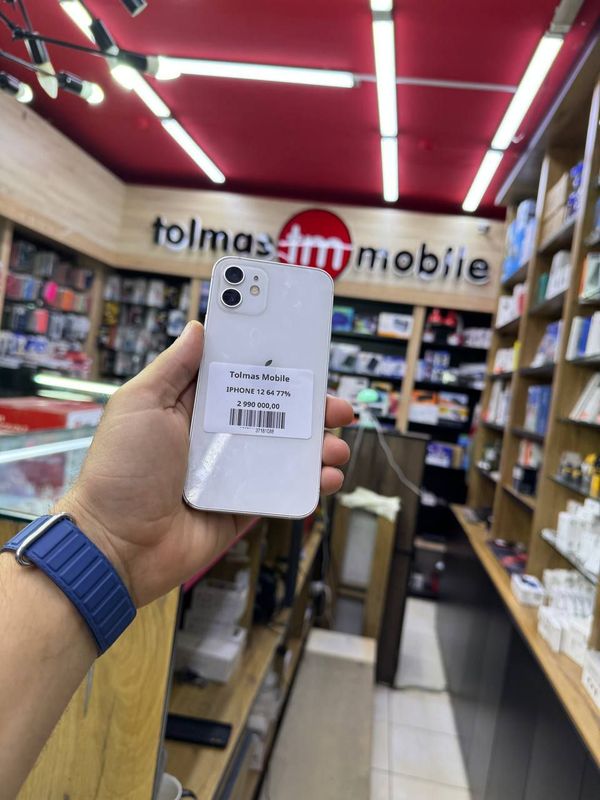 tolmas tm mobile
Tolmas Mobile
IPHONE 12 64 77%
2 990 000,00